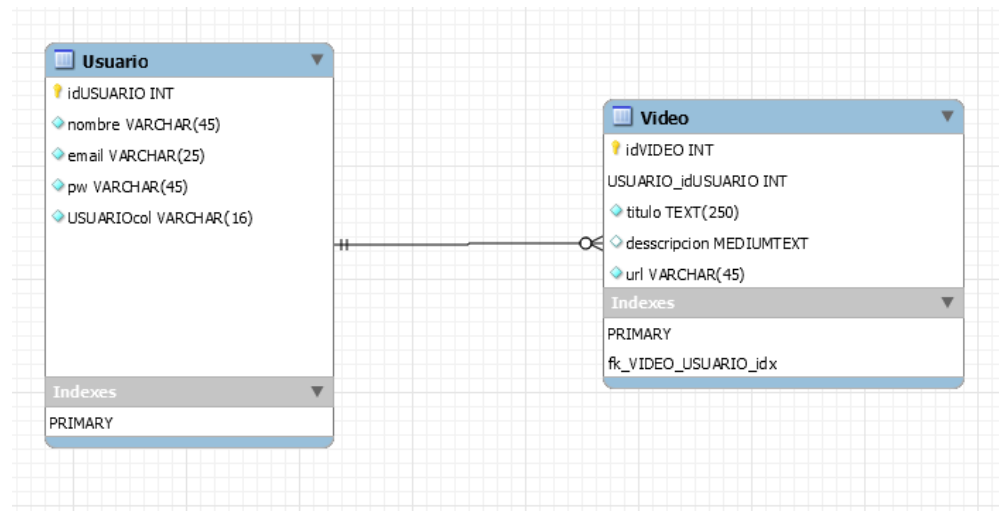 Usuario
idUSUARIO INT
nombre VARCHAR(45)
email VARCHAR(25)
pw VARCHAR(45)
USUARIOcol VARCHAR(16)
Indexes
PRIMARY
Video
idVIDEO INT
USUARIO_idUSUARIO INT
titulo TEXT(250)
desscripcion MEDIUMTEXT
url VARCHAR(45)
Indexes
PRIMARY
fk_VIDEO_USUARIO_idx